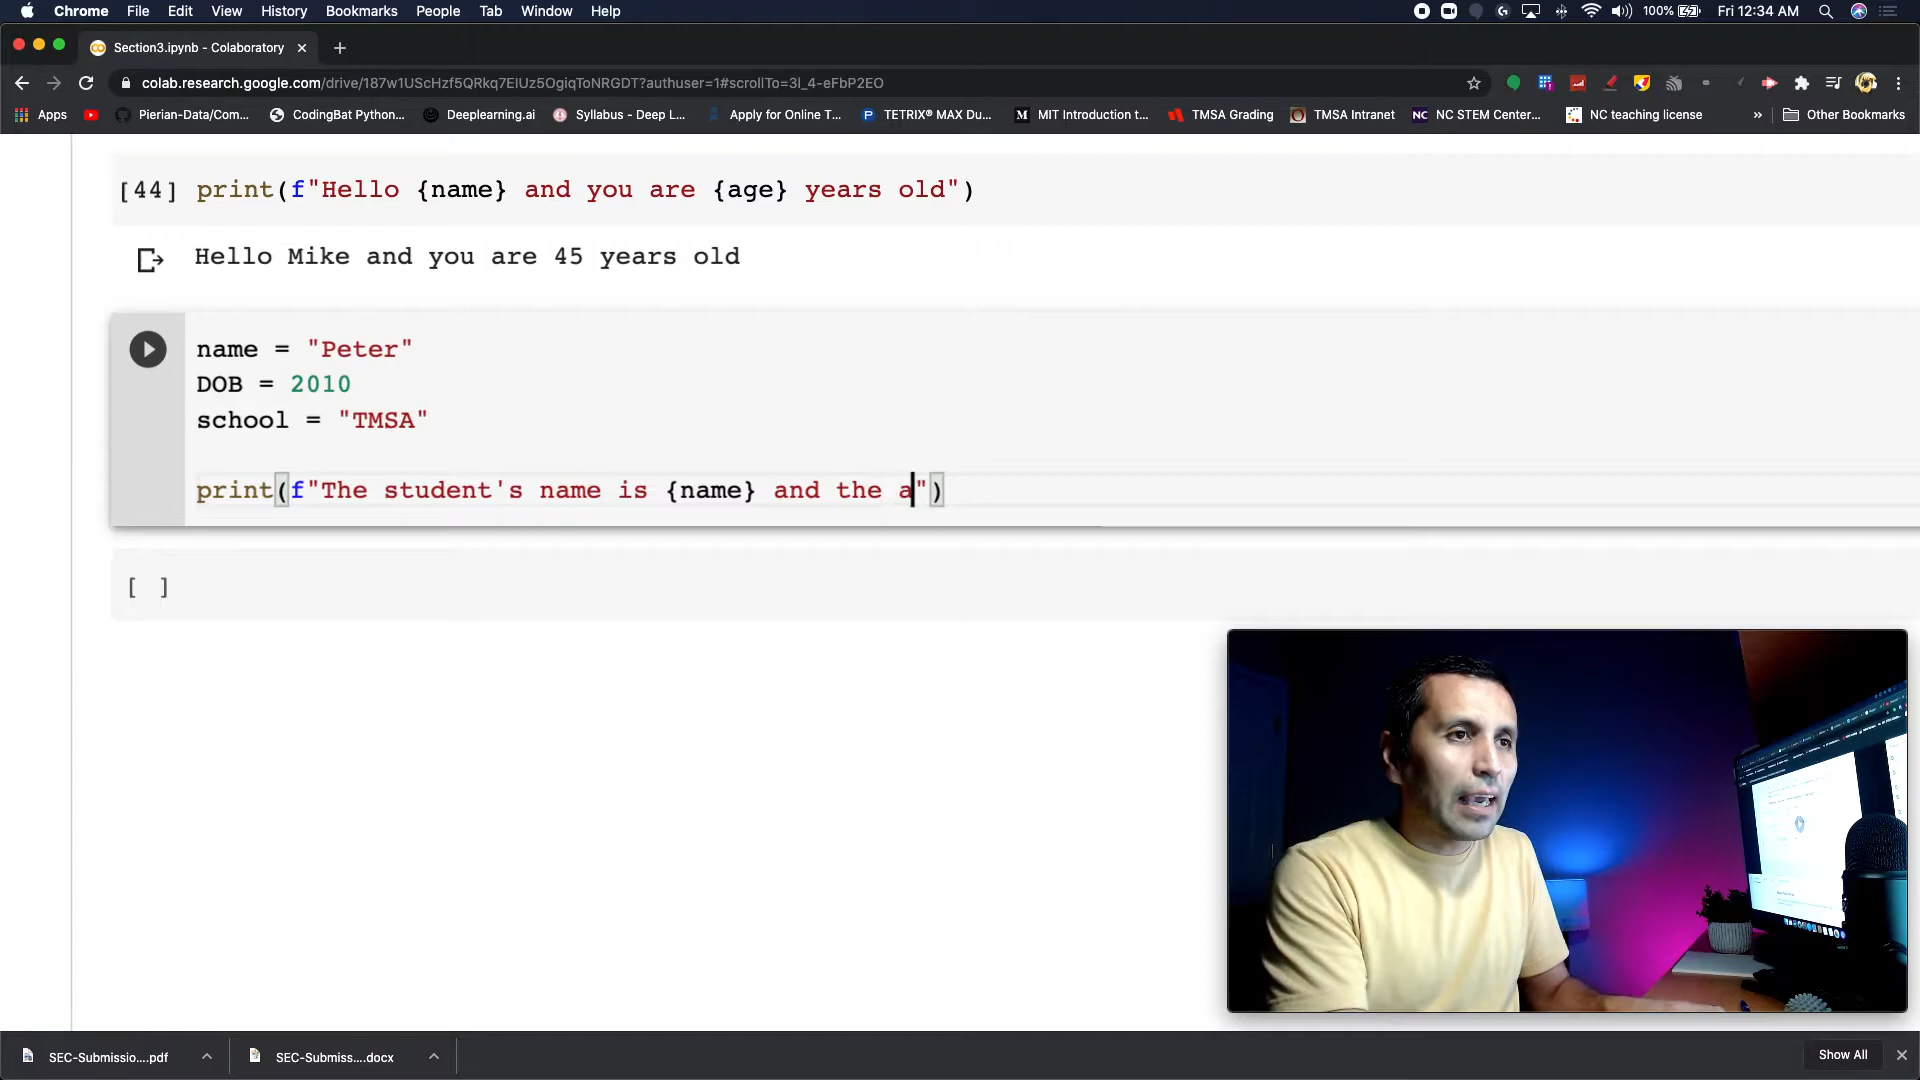 Chrome File Edit View History Bookmarks People Tab Window Help 100% Fri 12:34 AM
Section3.ipynb - Colaboratory
colab.research.google.com/drive/187w1UScHzf5QRkq7EIUz5OgiqToNRGDT?authuser=1#scrollTo=3l_4-eFbP2EO
Apps Pierian-Data/Com... CodingBat Python... Deeplearning.ai Syllabus - Deep L... Apply for Online T... TETRIX® MAX Du... M MIT Introduction t... TMSA Grading TMSA Intranet NC NC STEM Center... NC teaching license » Other Bookmarks
[44] print(f"Hello {name} and you are {age} years old")
Hello Mike and you are 45 years old
name = "Peter"
DOB = 2010
school = "TMSA"
print(f"The student's name is {name} and the a")
[ ]
SEC-Submissio....pdf SEC-Submiss....docx Show All